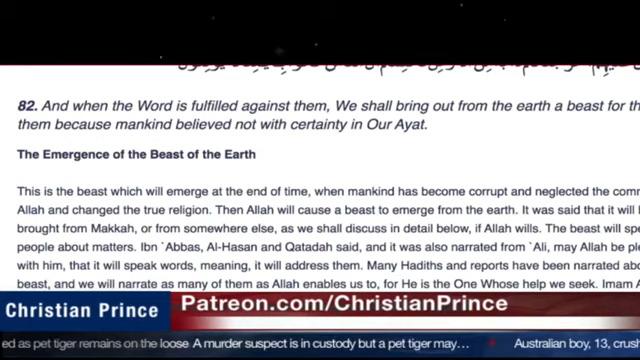 82. And when the Word is fulfilled against them, We shall bring out from the earth a beast for th
them because mankind believed not with certainty in Our Ayat.
The Emergence of the Beast of the Earth
This is the beast which will emerge at the end of time, when mankind has become corrupt and neglected the comm
Allah and changed the true religion. Then Allah will cause a beast to emerge from the earth. It was said that it will b
brought from Makkah, or from somewhere else, as we shall discuss in detail below, if Allah wills. The beast will spe
people about matters. Ibn `Abbas, Al-Hasan and Qatadah said, and it was also narrated from `Ali, may Allah be ple
with him, that it will speak words, meaning, it will address them. Many Hadiths and reports have been narrated abo
beast, and we will narrate as many of them as Allah enables us to, for He is the One Whose help we seek. Imam A
Christian Prince
Patreon.com/ChristianPrince
ed as pet tiger remains on the loose A murder suspect is in custody but a pet tiger may… Australian boy, 13, crush